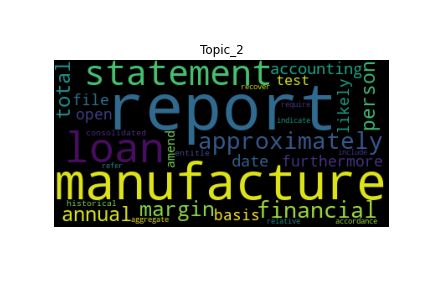 Topic_2
total
statement
accounting
person
recover
test
likely
file
report
require
open
indicate
consolidated
loan
amend
approximately
entitle
include
date
furthermore
refer
manufacture
historical
annual
margin
basis
financial
aggregate
relative
accordance